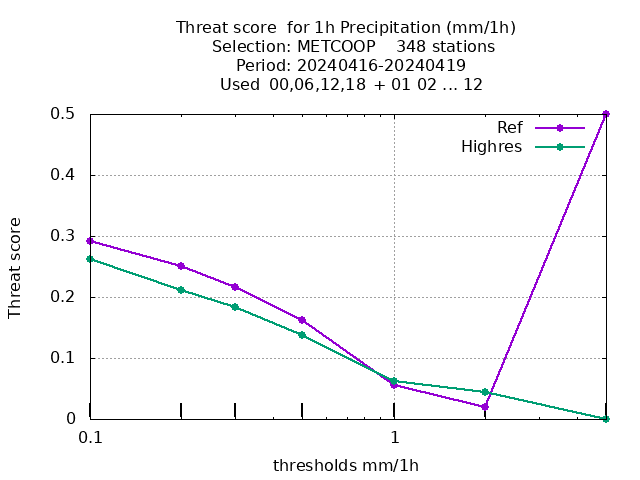 Threat score  for 1h Precipitation (mm/1h)
Selection: METCOOP    348 stations
Period: 20240416-20240419
Used  00,06,12,18  + 01 02 ... 12
Ref
Highres
0.5
0.4
0.3
0.2
0.1
0
Threat score
0.1
1
thresholds mm/1h